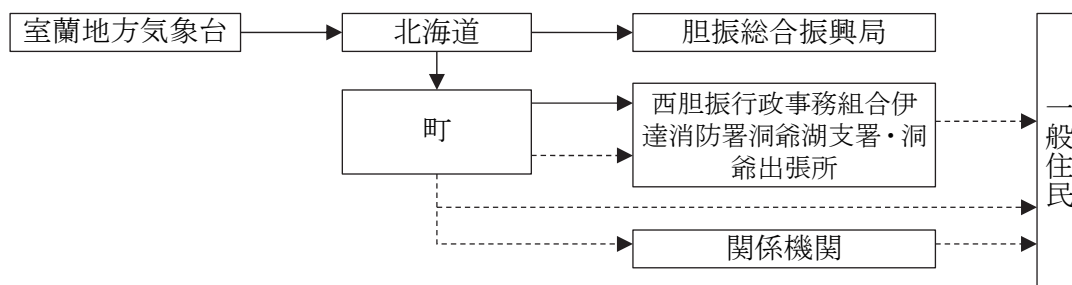 室蘭地方気象台
北海道
胆振総合振興局
町
西胆振行政事務組合伊
達消防署洞爺湖支署・洞
爺出張所
一般住民
関係機関